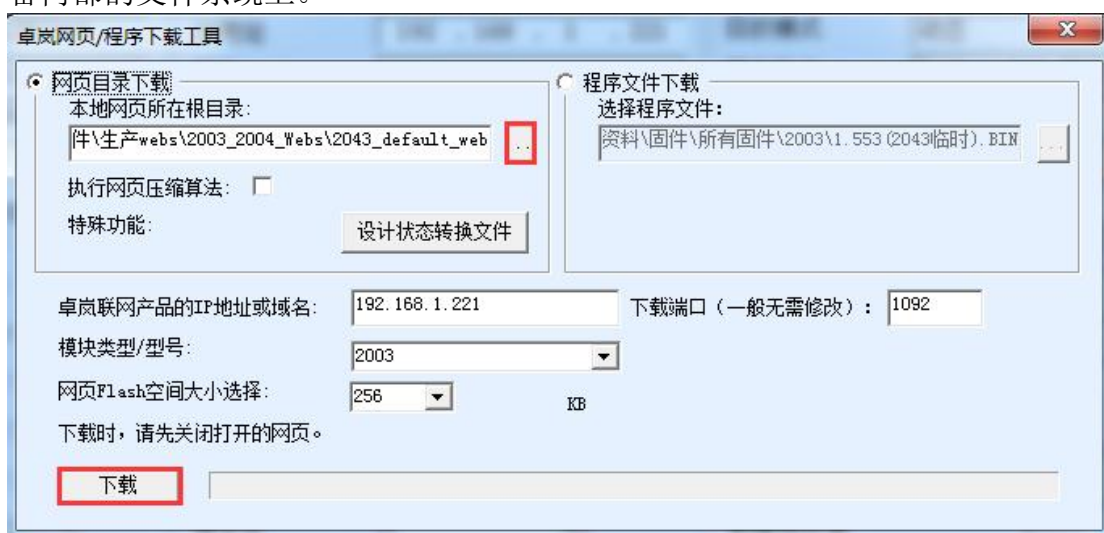 卓岚网页/程序下载工具
网页目录下载
本地网页所在根目录:
件\生产webs\2003_2004_Webs\2043_default_web
..
执行网页压缩算法:
特殊功能:
设计状态转换文件
程序文件下载
选择程序文件:
资料\固件\所有固件\2003\1.553(2043临时).BIN
...
卓岚联网产品的IP地址或域名:
192.168.1.221
下载端口（一般无需修改）:
1092
模块类型/型号:
2003
网页Flash空间大小选择:
256
KB
下载时，请先关闭打开的网页。
下载